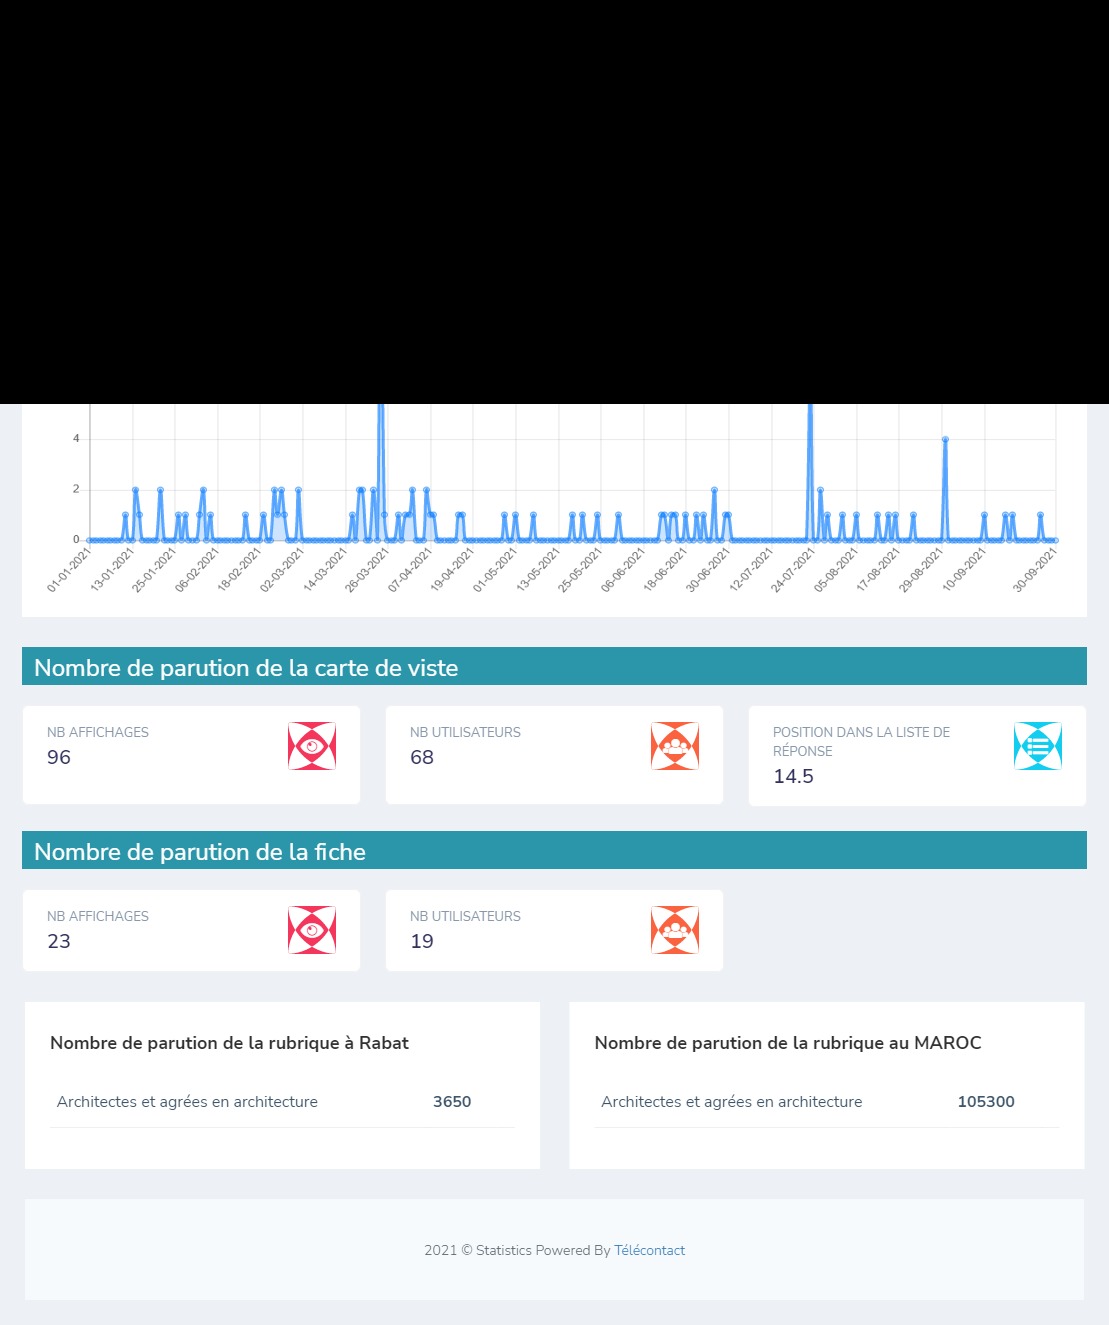 4
2
0
01-01-2021
13-01-2021
25-01-2021
06-02-2021
18-02-2021
02-03-2021
14-03-2021
26-03-2021
07-04-2021
19-04-2021
01-05-2021
13-05-2021
25-05-2021
06-06-2021
18-06-2021
30-06-2021
12-07-2021
24-07-2021
05-08-2021
17-08-2021
29-08-2021
10-09-2021
30-09-2021
Nombre de parution de la carte de viste
NB AFFICHAGES
96
NB UTILISATEURS
68
POSITION DANS LA LISTE DE
RÉPONSE
14.5
Nombre de parution de la fiche
NB AFFICHAGES
23
NB UTILISATEURS
19
Nombre de parution de la rubrique à Rabat
Architectes et agrées en architecture 3650
Nombre de parution de la rubrique au MAROC
Architectes et agrées en architecture 105300
2021 © Statistics Powered By Télécontact